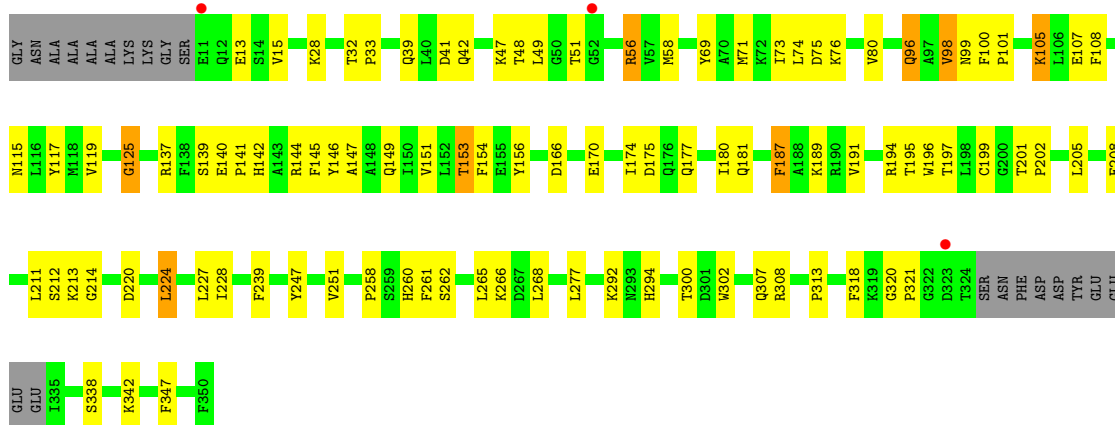 GLY ASN ALA ALA ALA ALA LYS LYS GLY SER E11 Q12 E13 S14 V15 K28 T32 P33 Q39 L40 D41 Q42 K47 T48 L49 G50 T51 G52 R56 V57 M58 Y69 A70 M71 K72 I73 L74 D75 K76 V80 Q96 A97 V98 N99 F100 P101 K105 L106 E107 F108
N115 L116 Y117 M118 V119 G125 R137 F138 S139 E140 P141 H142 A143 R144 F145 Y146 A147 A148 Q149 I150 V151 L152 T153 F154 E155 Y156 D166 E170 I174 D175 Q176 Q177 I180 Q181 F187 A188 K189 R190 V191 R194 T195 W196 T197 L198 C199 G200 T201 P202 L205
L211 S212 K213 G214 D220 L224 L227 I228 F239 Y247 V251 P258 S259 H260 F261 S262 L265 K266 D267 L268 L277 K292 N293 H294 T300 D301 W302 Q307 R308 P313 F318 K319 G320 P321 G322 D323 T324 SER ASN PHE ASP ASP TYR GLU
GLU GLU I335 S338 K342 F347 F350